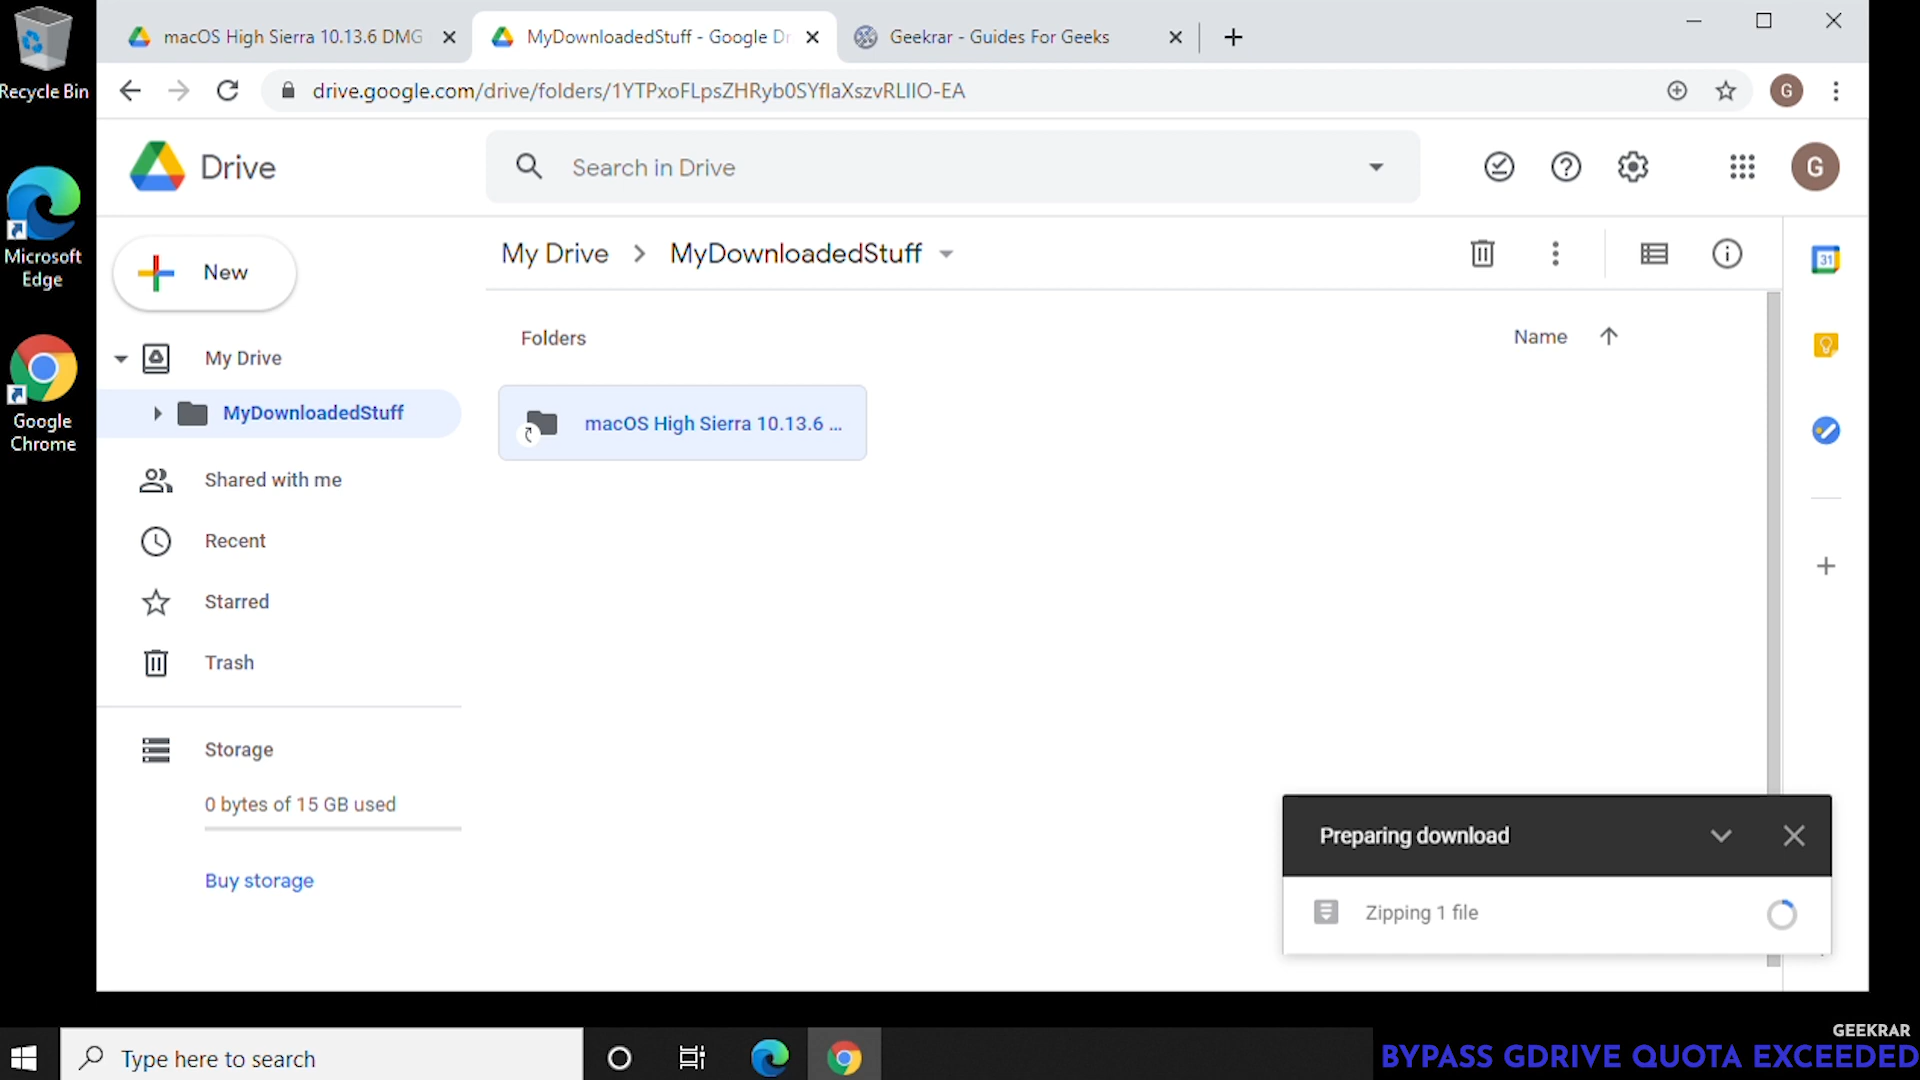 Recycle Bin
Microsoft
Edge
Google
Chrome
macOS High Sierra 10.13.6 DMG
MyDownloadedStuff - Google Dr
Geekrar - Guides For Geeks
drive.google.com/drive/folders/1YTPxoFLpsZHRyb0SYflaXszvRLIIO-EA
G
Drive
Search in Drive
G
New
My Drive
MyDownloadedStuff
31
My Drive
MyDownloadedStuff
Shared with me
Recent
Starred
Trash
Storage
0 bytes of 15 GB used
Buy storage
Folders
Name
macOS High Sierra 10.13.6 ...
Preparing download
Zipping 1 file
Type here to search
GEEKRAR
BYPASS GDRIVE QUOTA EXCEEDED